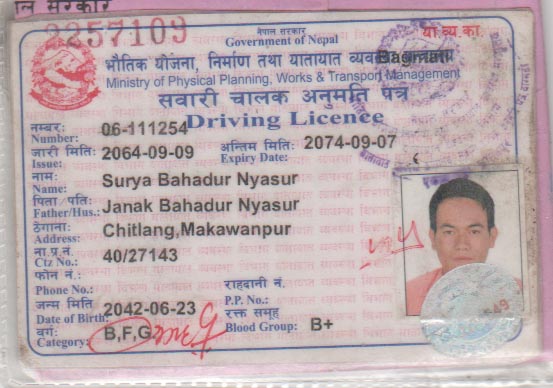 ल सरकार
2257109
नेपाल सरकार
या.व्य.का.
Government of Nepal
भौतिक योजना, निर्माण तथा यातायात व्यवस्था Bagmati
Ministry of Physical Planning, Works & Transport Management
सवारी चालक अनुमति पत्र
Driving Licence
नम्बर:
Number: 06-111254
जारी मिति: 2064-09-09 अन्तिम मिति: 2074-09-07
Issue: Expiry Date:
नाम:
Name: Surya Bahadur Nyasur
पिता/पति:
Father/Hus.: Janak Bahadur Nyasur
ठेगाना:
Address: Chitlang,Makawanpur
ना.प्र.नं.
Ctz No.: 40/27143
फोन नं.:
Phone No.:
राहदानी नं.
P.P. No.:
जन्म मिति 2042-06-23
Date of Birth:
रक्त समूह
Blood Group: B+
वर्ग:
Category: B,F,G